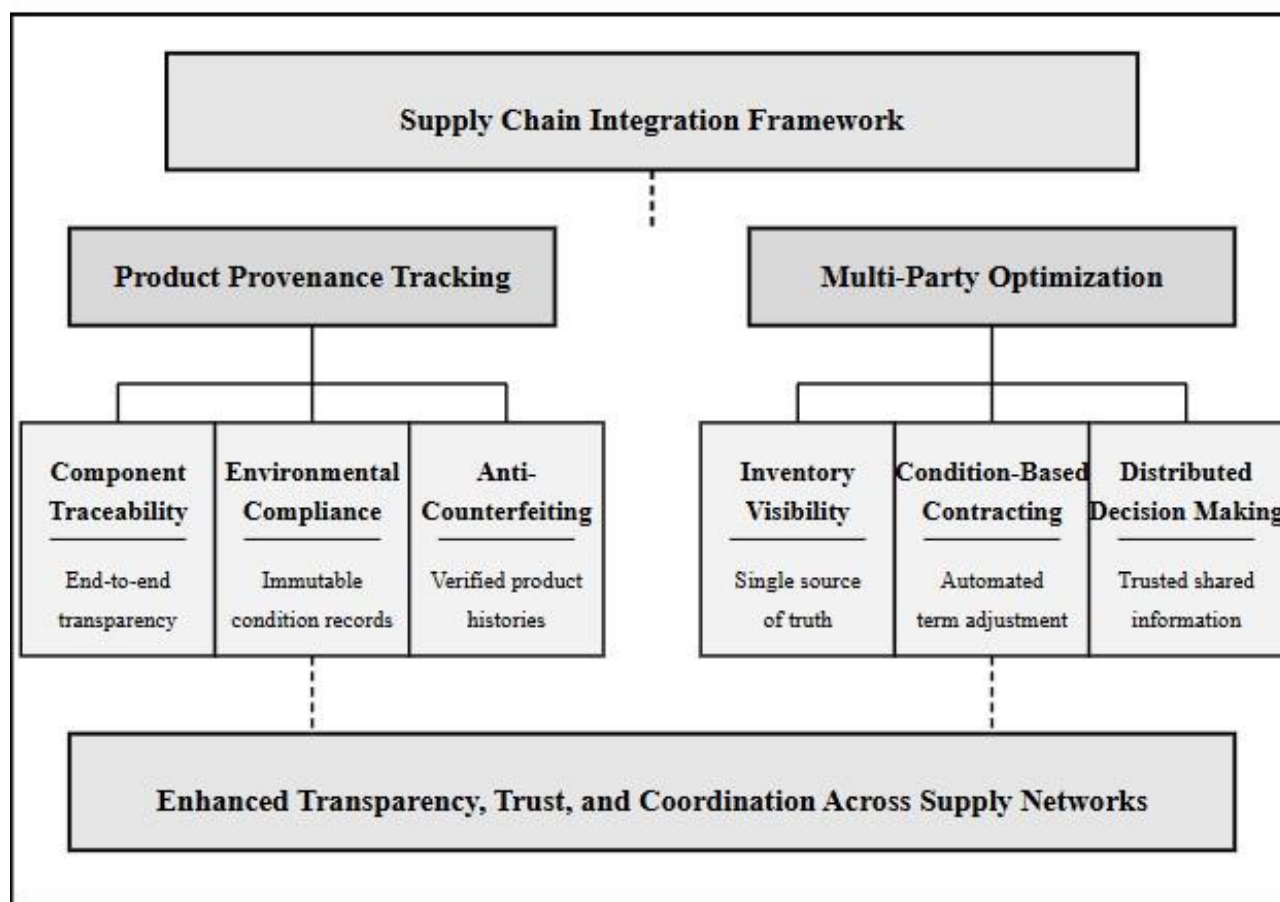 Supply Chain Integration Framework
Product Provenance Tracking
Multi-Party Optimization
Component
Traceability
End-to-end
transparency
Environmental
Compliance
Immutable
condition records
Anti-
Counterfeiting
Verified product
histories
Inventory
Visibility
Single source
of truth
Condition-Based
Contracting
Automated
term adjustment
Distributed
Decision Making
Trusted shared
information
Enhanced Transparency, Trust, and Coordination Across Supply Networks